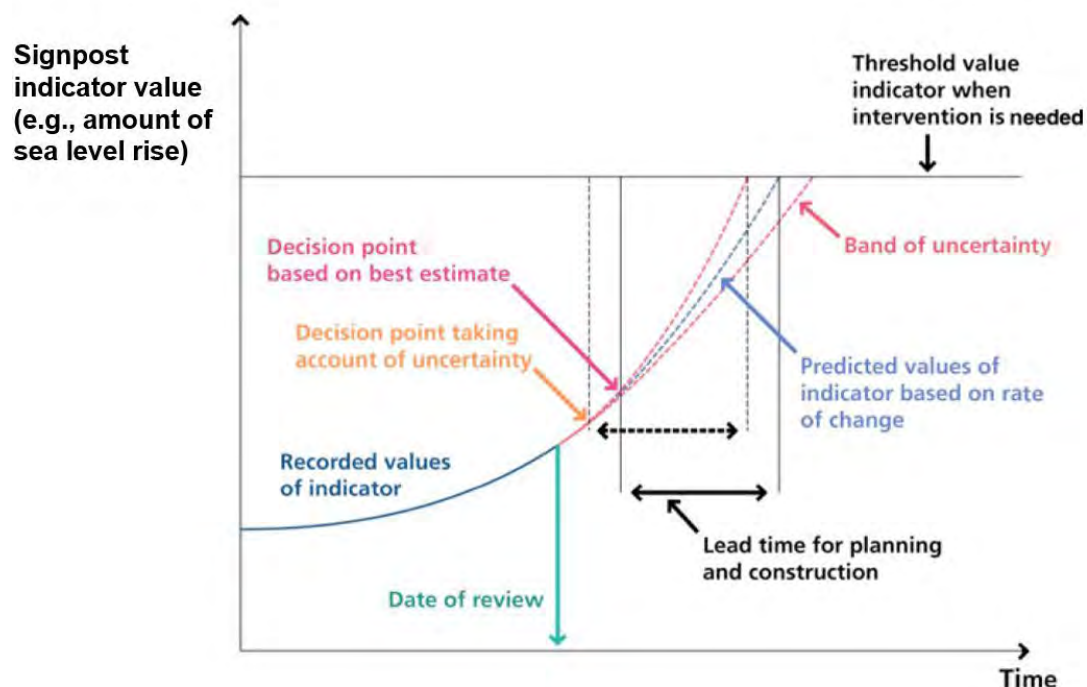 Signpost
indicator value
(e.g., amount of
sea level rise)
Threshold value
indicator when
intervention is needed
Decision point
based on best estimate
Band of uncertainty
Decision point taking
account of uncertainty
Predicted values of
indicator based on rate
of change
Recorded values
of indicator
Lead time for planning
and construction
Date of review
Time